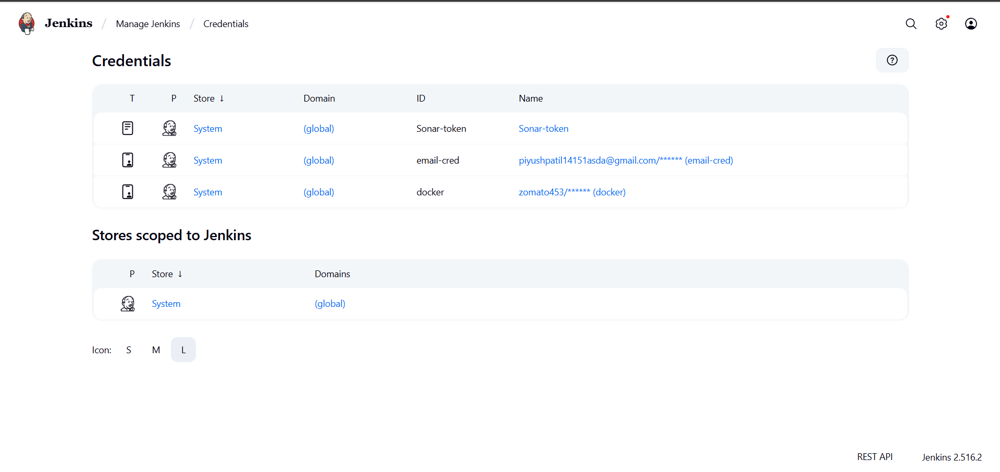 Jenkins / Manage Jenkins / Credentials
Credentials
T P Store ↓ Domain ID Name
System (global) Sonar-token Sonar-token
System (global) email-cred piyushpatil14151asda@gmail.com/****** (email-cred)
System (global) docker zomato453/****** (docker)
Stores scoped to Jenkins
P Store ↓ Domains
System (global)
Icon: S M L
REST API Jenkins 2.516.2